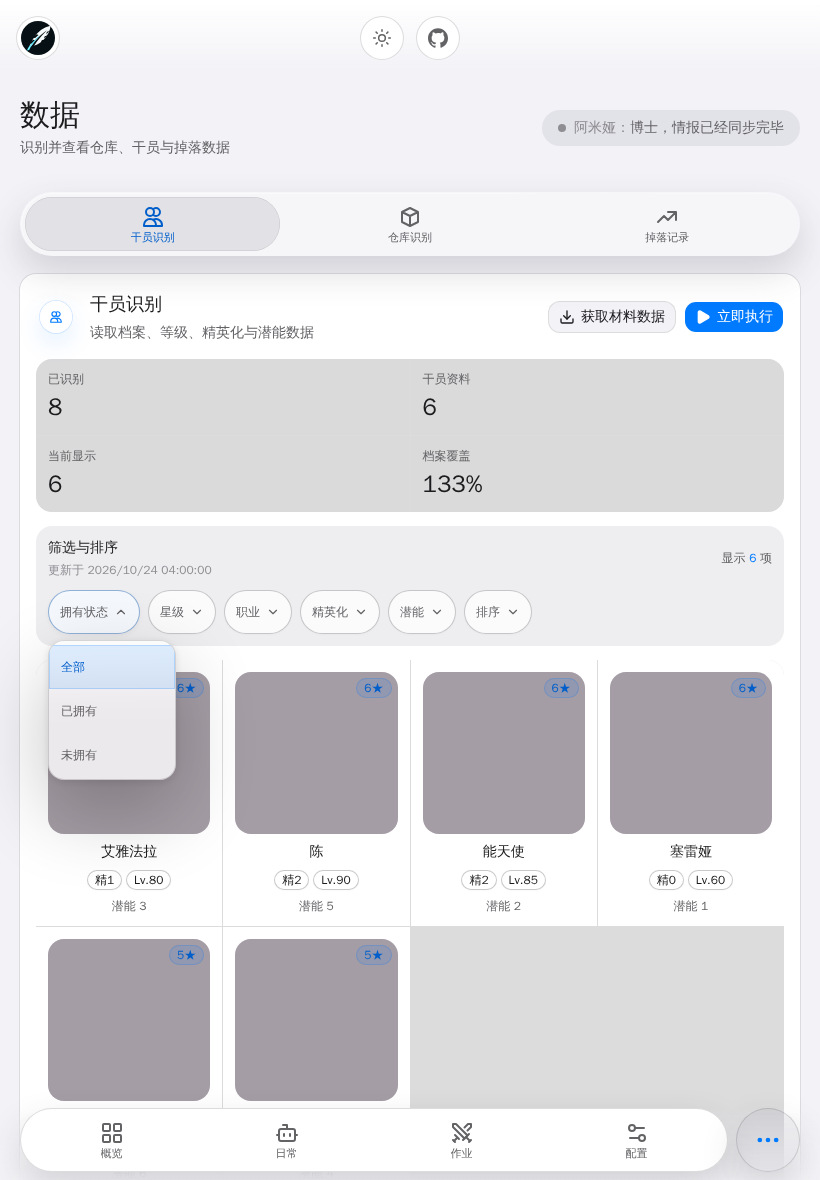 数据
识别并查看仓库、干员与掉落数据
阿米娅：博士，情报已经同步完毕
干员识别
仓库识别
掉落记录
干员识别
读取档案、等级、精英化与潜能数据
获取材料数据
立即执行
已识别
8
干员资料
6
当前显示
6
档案覆盖
133%
筛选与排序
更新于 2026/10/24 04:00:00
显示 6 项
拥有状态
星级
职业
精英化
潜能
排序
全部
已拥有
未拥有
6★
6★
6★
6★
艾雅法拉
精1 Lv.80
潜能 3
陈
精2 Lv.90
潜能 5
能天使
精2 Lv.85
潜能 2
塞雷娅
精0 Lv.60
潜能 1
5★
5★
概览
日常
作业
配置